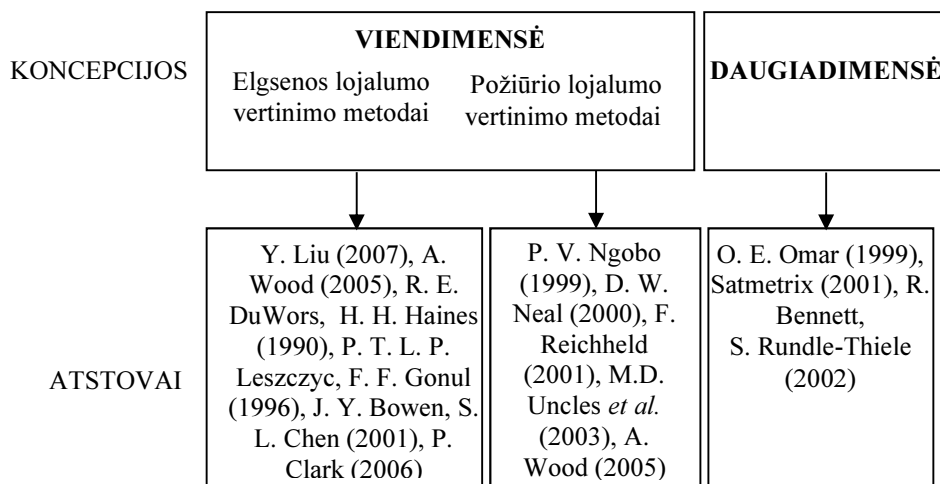 KONCEPCIJOS
VIENDIMENSĖ
Elgsenos lojalumo
vertinimo metodai
Požiūrio lojalumo
vertinimo metodai
DAUGIADIMENSĖ
ATSTOVAI
Y. Liu (2007), A.
Wood (2005), R. E.
DuWors, H. H. Haines
(1990), P. T. L. P.
Leszczyc, F. F. Gonul
(1996), J. Y. Bowen, S.
L. Chen (2001), P.
Clark (2006)
P. V. Ngobo
(1999), D. W.
Neal (2000), F.
Reichheld
(2001), M.D.
Uncles et al.
(2003), A.
Wood (2005)
O. E. Omar (1999),
Satmetrix (2001), R.
Bennett,
S. Rundle-Thiele
(2002)